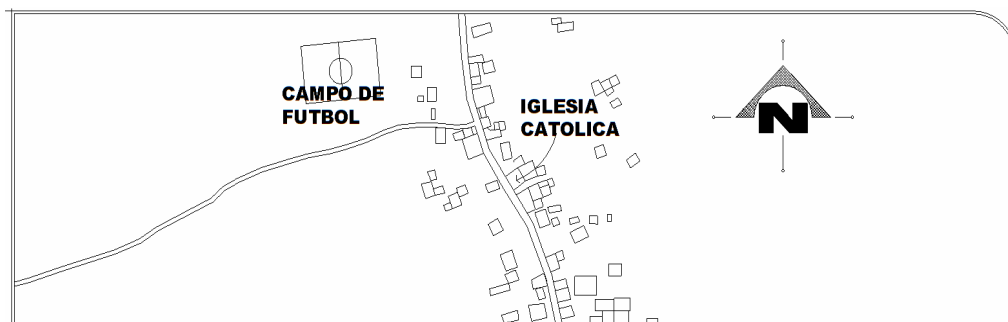 CAMPO DE
FUTBOL
IGLESIA
CATOLICA
N